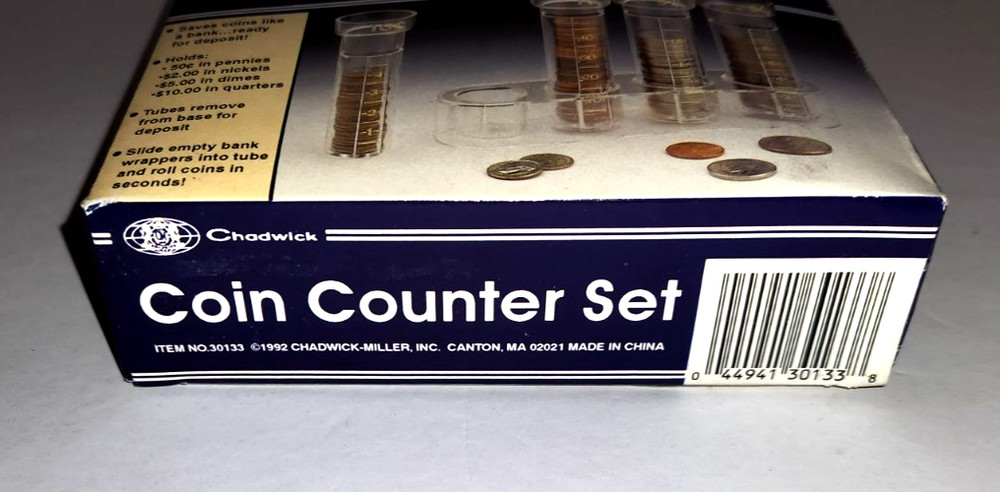 • Saves coins like
a bank...ready
for deposit!
• Holds:
- 50¢ in pennies
-$2.00 in nickels
-$5.00 in dimes
-$10.00 in quarters
• Tubes remove
from base for
deposit
• Slide empty bank
wrappers into tube
and roll coins in
seconds!
Chadwick
Coin Counter Set
ITEM NO.30133 ©1992 CHADWICK-MILLER, INC. CANTON, MA 02021 MADE IN CHINA
0 44941 30133 8